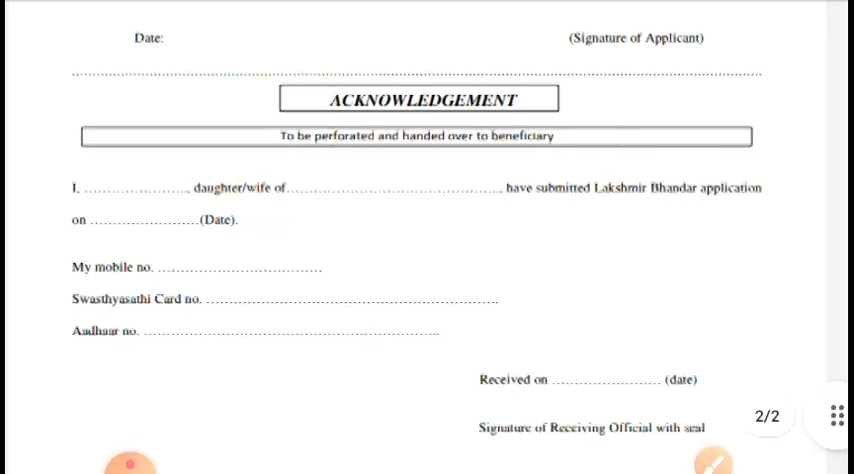 Date: (Signature of Applicant)
ACKNOWLEDGEMENT
To be perforated and handed over to beneficiary
I, ........................, daughter/wife of................................................, have submitted Lakshmir Bhandar application
on ........................(Date).
My mobile no. ....................................
Swasthyasathi Card no. ................................................................
Aadhaar no. ................................................................
Received on ........................ (date)
2/2
Signature of Receiving Official with seal